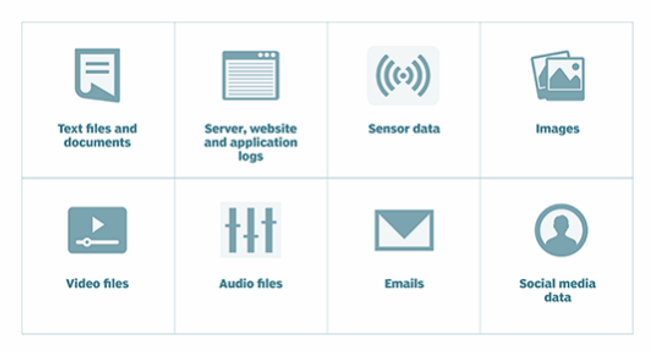 Text files and
documents
Server, website
and application
logs
Sensor data
Images
Video files
Audio files
Emails
Social media
data